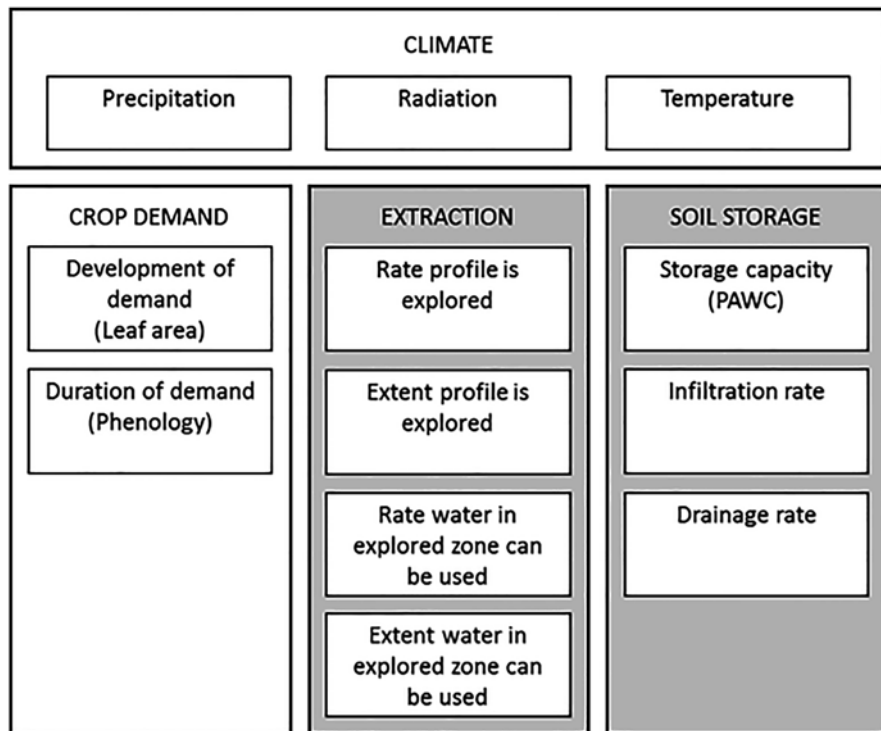 CLIMATE
Precipitation
Radiation
Temperature
CROP DEMAND
Development of
demand
(Leaf area)
Duration of demand
(Phenology)
EXTRACTION
Rate profile is
explored
Extent profile is
explored
Rate water in
explored zone can
be used
Extent water in
explored zone can
be used
SOIL STORAGE
Storage capacity
(PAWC)
Infiltration rate
Drainage rate